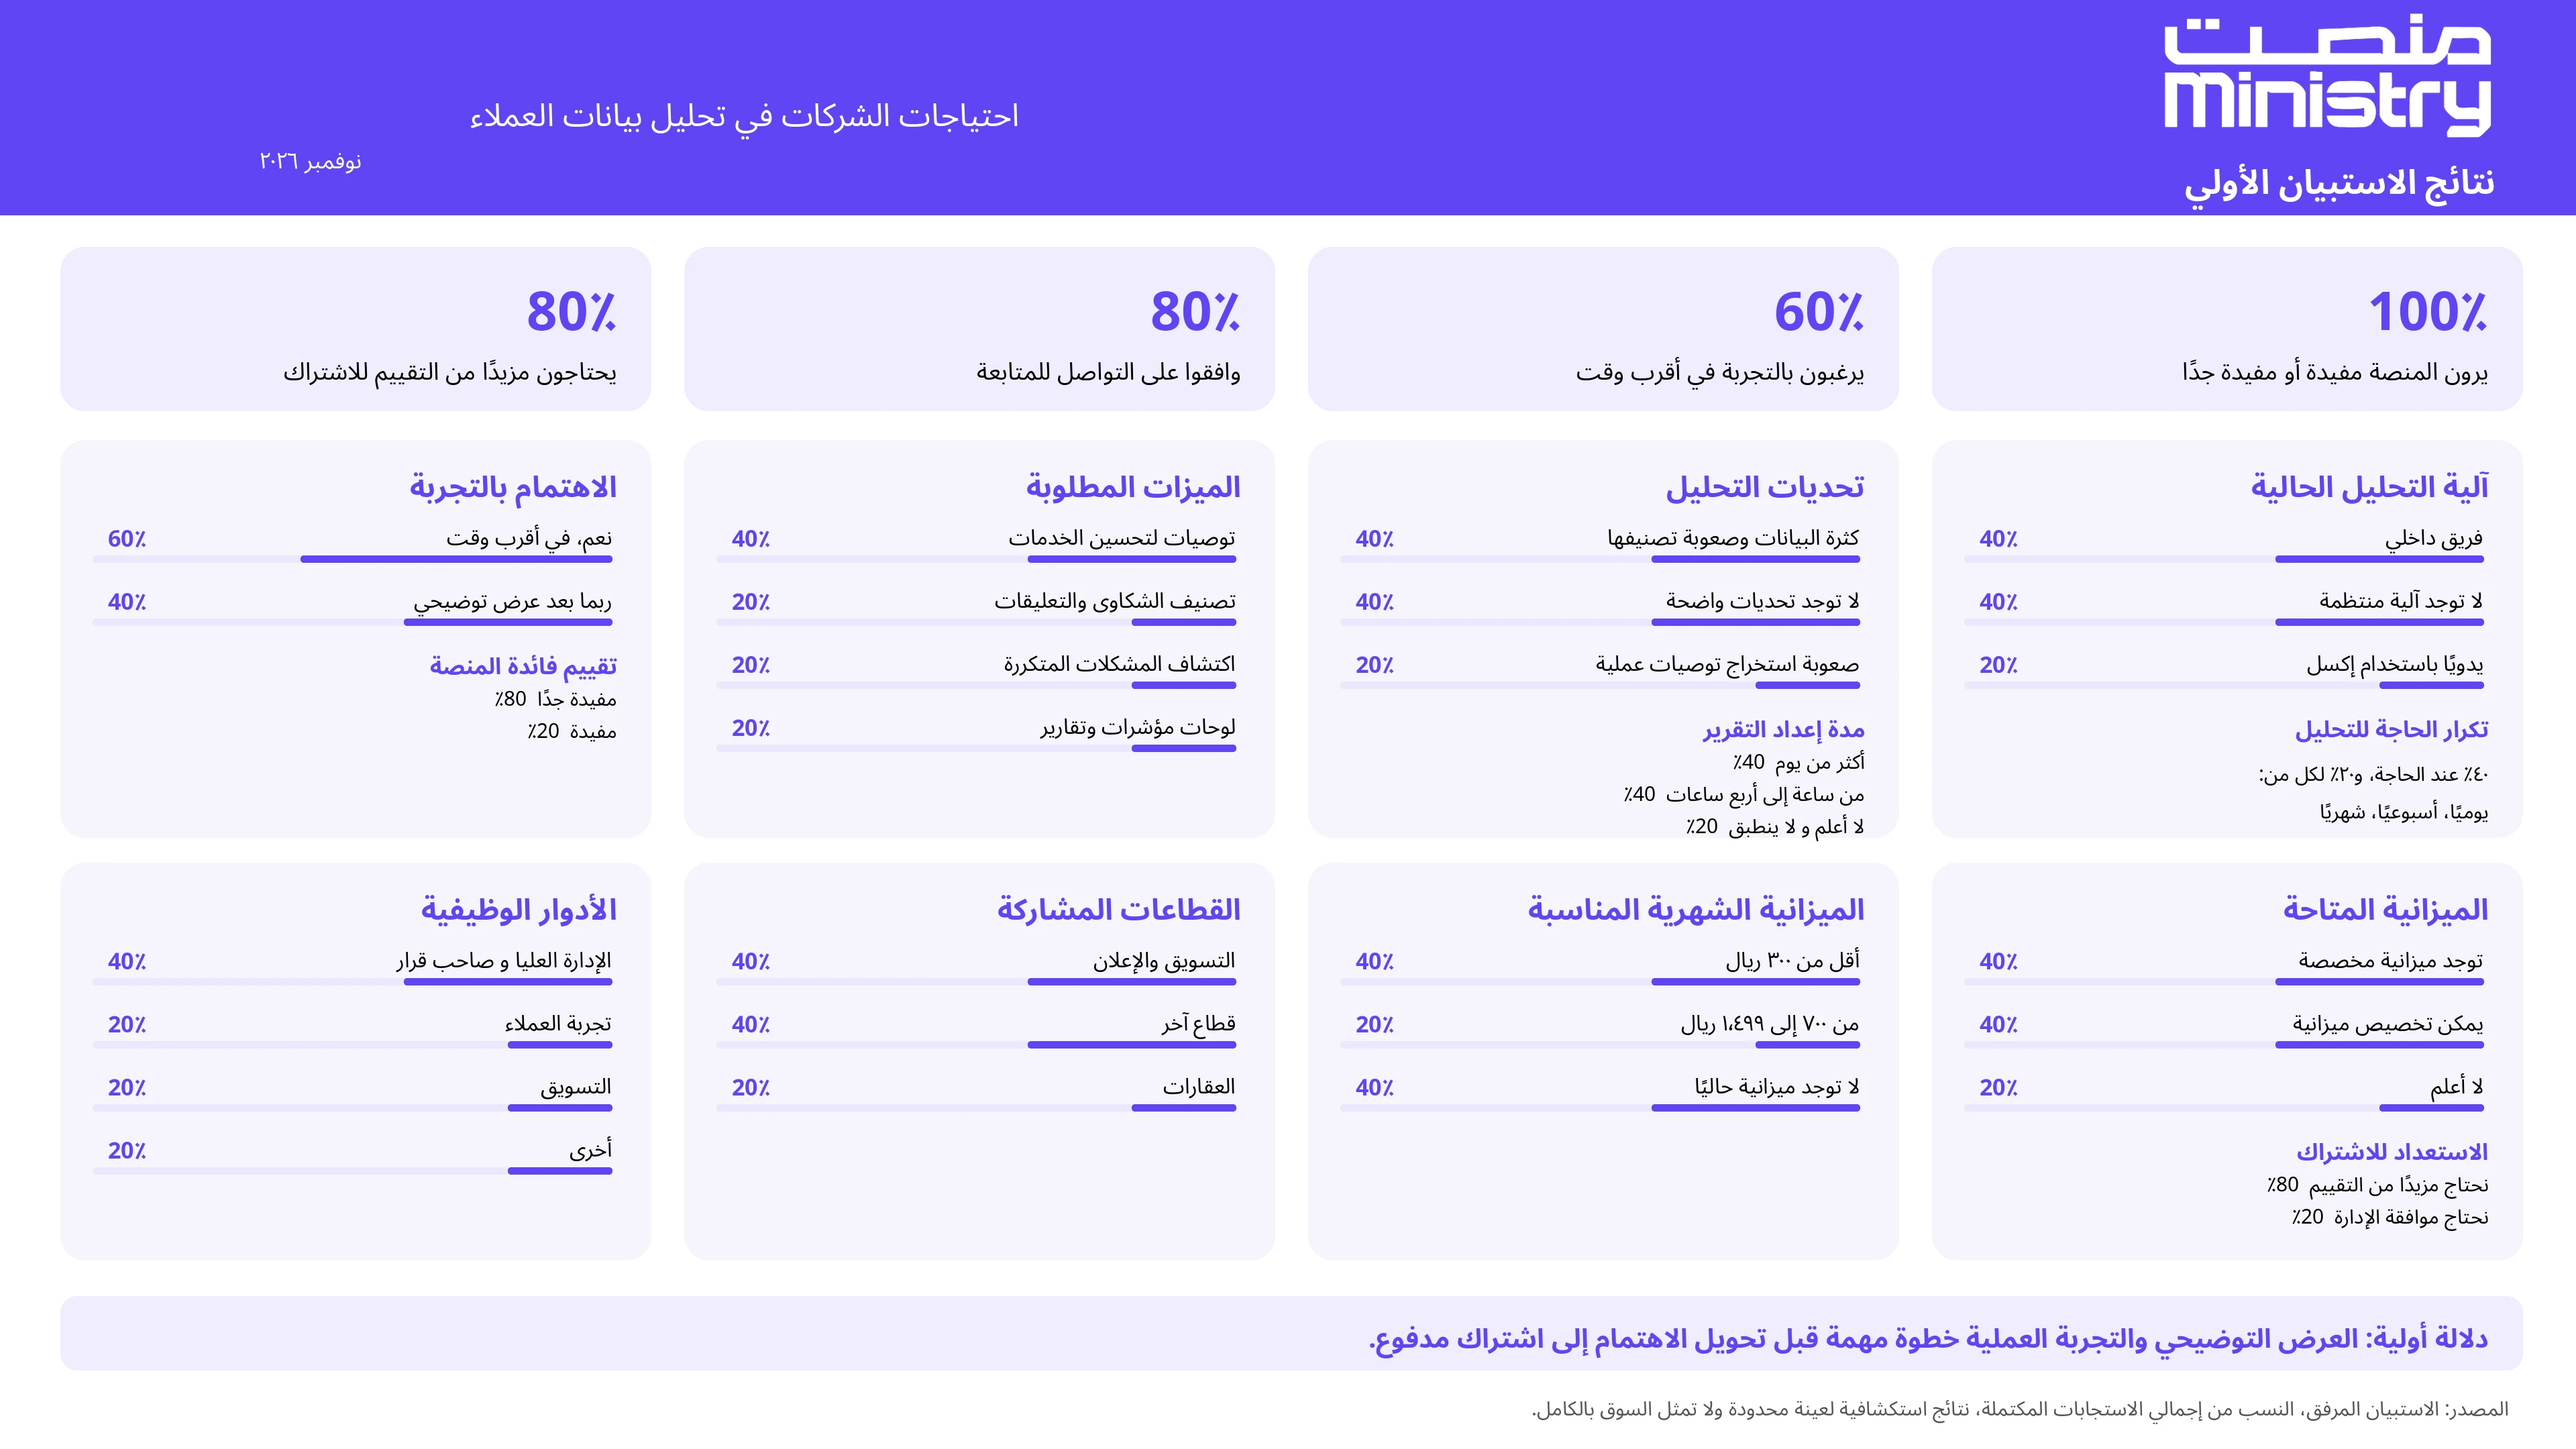 منصت
ministry
نتائج الاستبيان الأولي
احتياجات الشركات في تحليل بيانات العملاء
نوفمبر ٢٠٢٦
100٪
يرون المنصة مفيدة أو مفيدة جدًا
60٪
يرغبون بالتجربة في أقرب وقت
80٪
وافقوا على التواصل للمتابعة
80٪
يحتاجون مزيدًا من التقييم للاشتراك
آلية التحليل الحالية
فريق داخلي 40٪
لا توجد آلية منتظمة 40٪
يدويًا باستخدام إكسل 20٪
تكرار الحاجة للتحليل
٤٠٪ عند الحاجة، و٢٠٪ لكل من:
يوميًا، أسبوعيًا، شهريًا
تحديات التحليل
كثرة البيانات وصعوبة تصنيفها 40٪
لا توجد تحديات واضحة 40٪
صعوبة استخراج توصيات عملية 20٪
مدة إعداد التقرير
أكثر من يوم 40٪
من ساعة إلى أربع ساعات 40٪
لا أعلم و لا ينطبق 20٪
الميزات المطلوبة
توصيات لتحسين الخدمات 40٪
تصنيف الشكاوى والتعليقات 20٪
اكتشاف المشكلات المتكررة 20٪
لوحات مؤشرات وتقارير 20٪
الاهتمام بالتجربة
نعم، في أقرب وقت 60٪
ربما بعد عرض توضيحي 40٪
تقييم فائدة المنصة
مفيدة جدًا 80٪
مفيدة 20٪
الميزانية المتاحة
توجد ميزانية مخصصة 40٪
يمكن تخصيص ميزانية 40٪
لا أعلم 20٪
الاستعداد للاشتراك
نحتاج مزيدًا من التقييم 80٪
نحتاج موافقة الإدارة 20٪
الميزانية الشهرية المناسبة
أقل من ٣٠٠ ريال 40٪
من ٧٠٠ إلى ١،٤٩٩ ريال 20٪
لا توجد ميزانية حاليًا 40٪
القطاعات المشاركة
التسويق والإعلان 40٪
قطاع آخر 40٪
العقارات 20٪
الأدوار الوظيفية
الإدارة العليا و صاحب قرار 40٪
تجربة العملاء 20٪
التسويق 20٪
أخرى 20٪
دلالة أولية: العرض التوضيحي والتجربة العملية خطوة مهمة قبل تحويل الاهتمام إلى اشتراك مدفوع.
المصدر: الاستبيان المرفق، النسب من إجمالي الاستجابات المكتملة، نتائج استكشافية لعينة محدودة ولا تمثل السوق بالكامل.